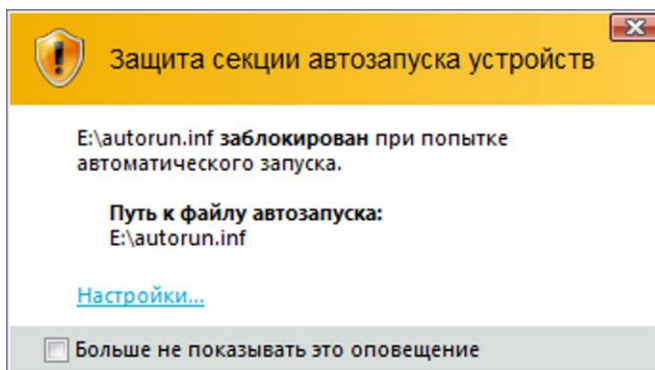 Защита секции автозапуска устройств
E:\autorun.inf заблокирован при попытке
автоматического запуска.
Путь к файлу автозапуска:
E:\autorun.inf
Настройки...
Больше не показывать это оповещение